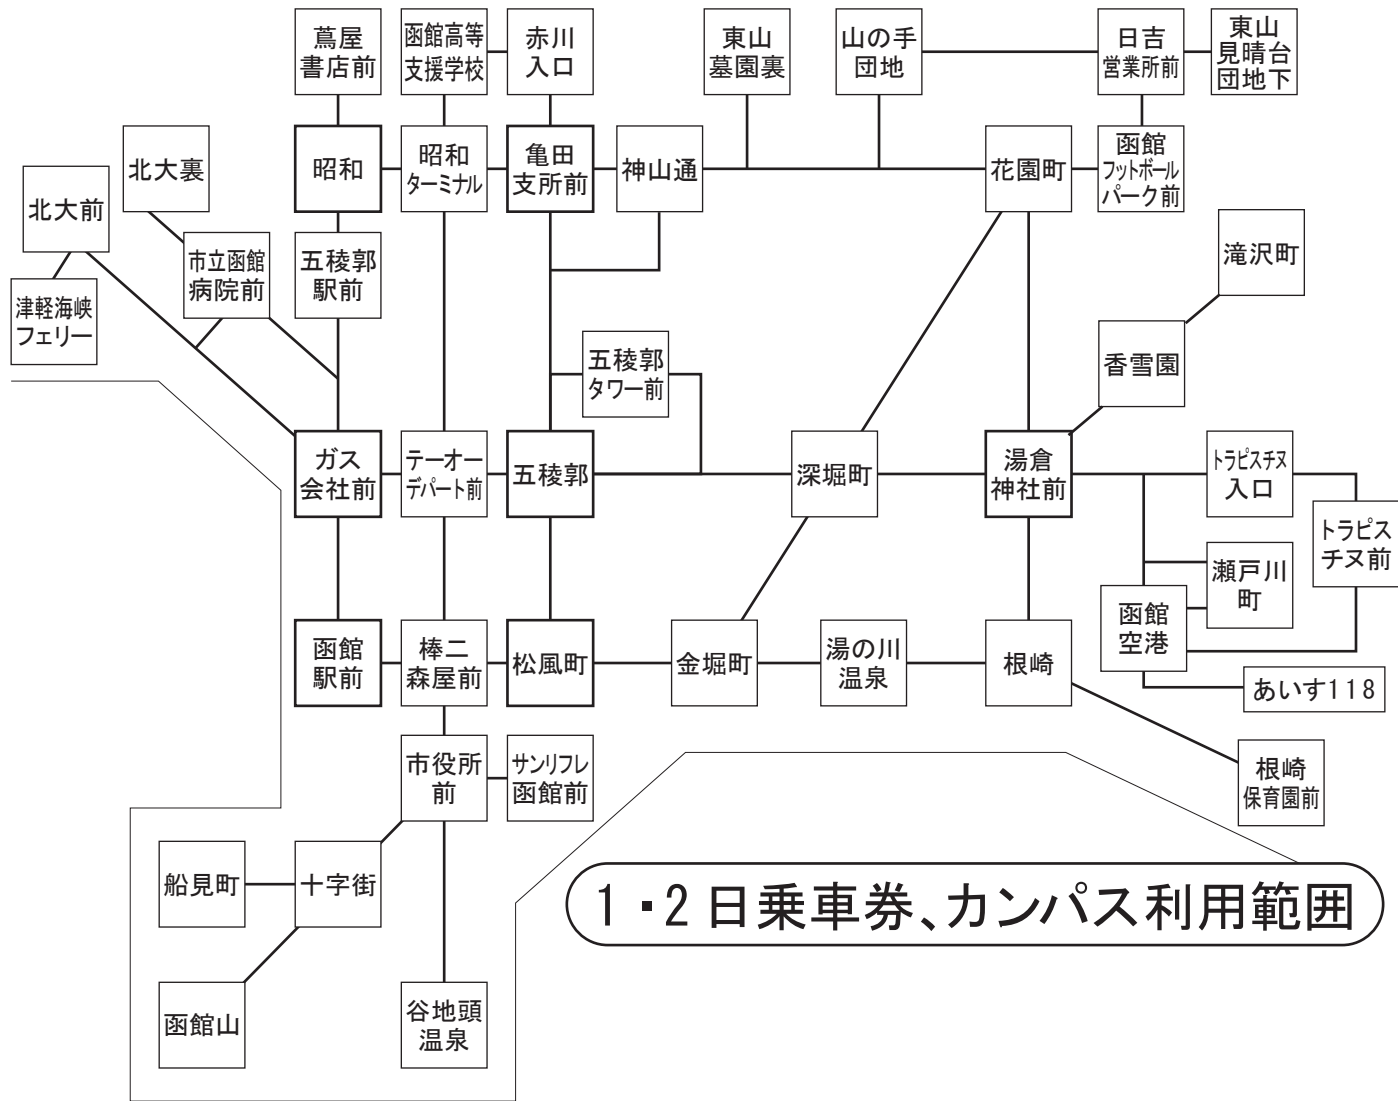 蔦屋
書店前
函館高等
支援学校
赤川
入口
東山
墓園裏
山の手
団地
日吉
営業所前
東山
見晴台
団地下
北大前
北大裏
昭和
昭和
ターミナル
亀田
支所前
神山通
花園町
函館
フットボール
パーク前
津軽海峡
フェリー
市立函館
病院前
五稜郭
駅前
滝沢町
五稜郭
タワー前
香雪園
ガス
会社前
テーオー
デパート前
五稜郭
深堀町
湯倉
神社前
トラピスチヌ
入口
トラピス
チヌ前
瀬戸川
町
函館
空港
函館
駅前
棒二
森屋前
松風町
金堀町
湯の川
温泉
根崎
あいす118
市役所
前
サンリフレ
函館前
根崎
保育園前
船見町
十字街
1・2日乗車券、カンパス利用範囲
函館山
谷地頭
温泉